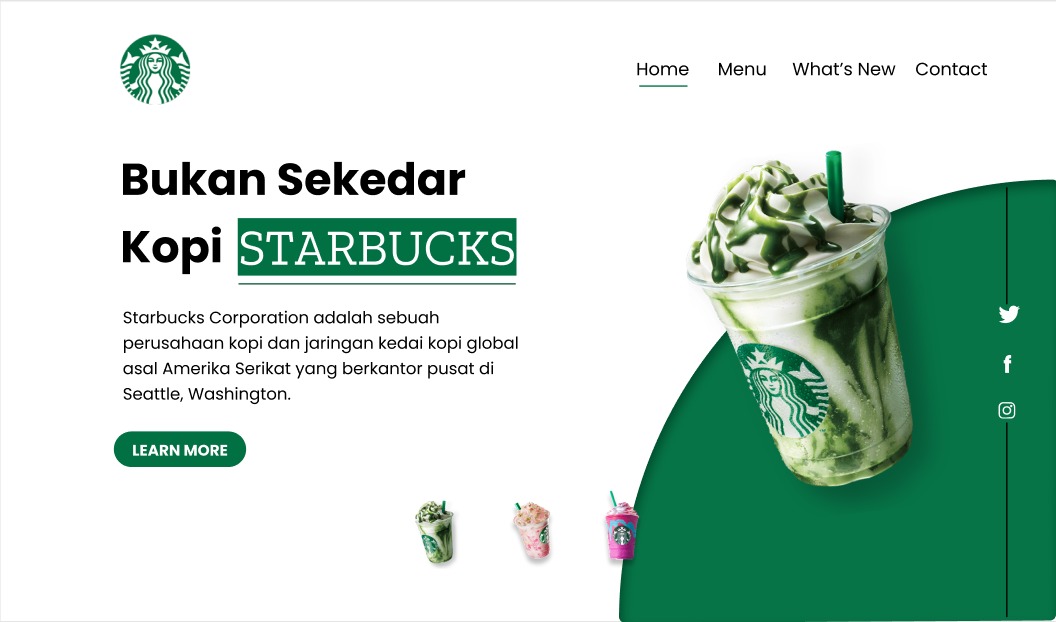 Home Menu What's New Contact
Bukan Sekedar
Kopi STARBUCKS
Starbucks Corporation adalah sebuah
perusahaan kopi dan jaringan kedai kopi global
asal Amerika Serikat yang berkantor pusat di
Seattle, Washington.
LEARN MORE